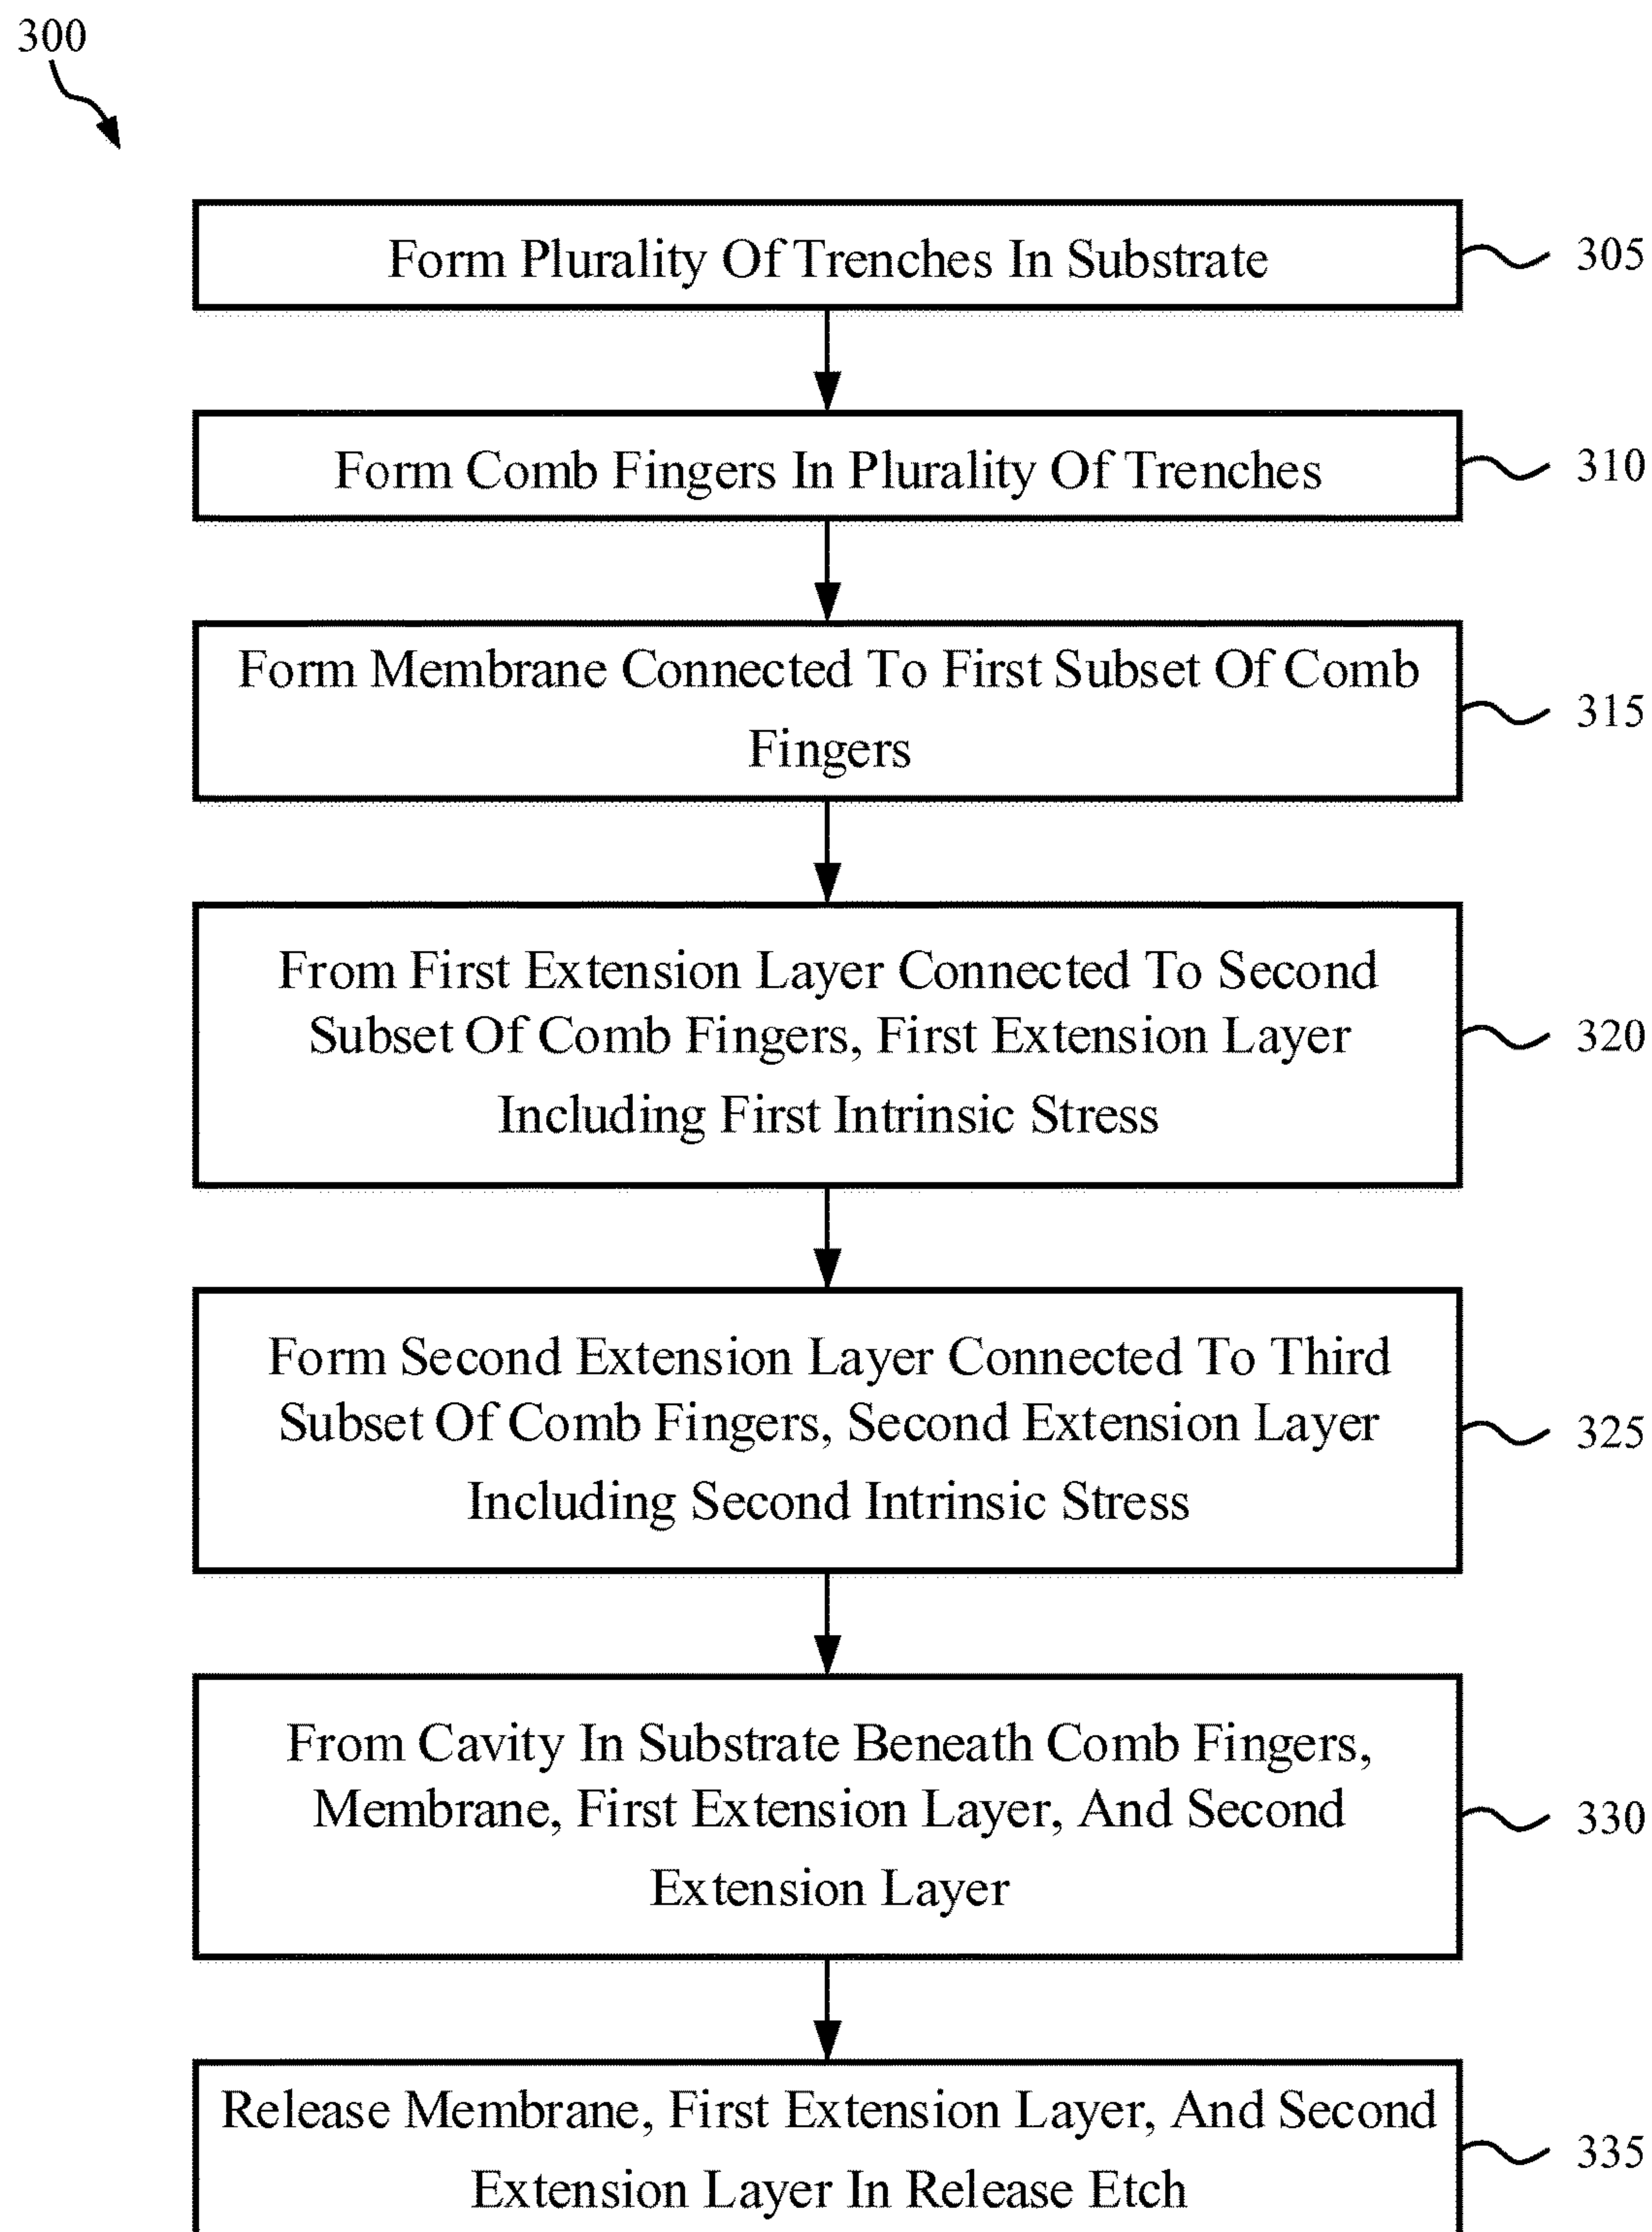 300
Form Plurality Of Trenches In Substrate
305
Form Comb Fingers In Plurality Of Trenches
310
Form Membrane Connected To First Subset Of Comb
Fingers
315
From First Extension Layer Connected To Second
Subset Of Comb Fingers, First Extension Layer
Including First Intrinsic Stress
320
Form Second Extension Layer Connected To Third
Subset Of Comb Fingers, Second Extension Layer
Including Second Intrinsic Stress
325
From Cavity In Substrate Beneath Comb Fingers,
Membrane, First Extension Layer, And Second
Extension Layer
330
Release Membrane, First Extension Layer, And Second
Extension Layer In Release Etch
335